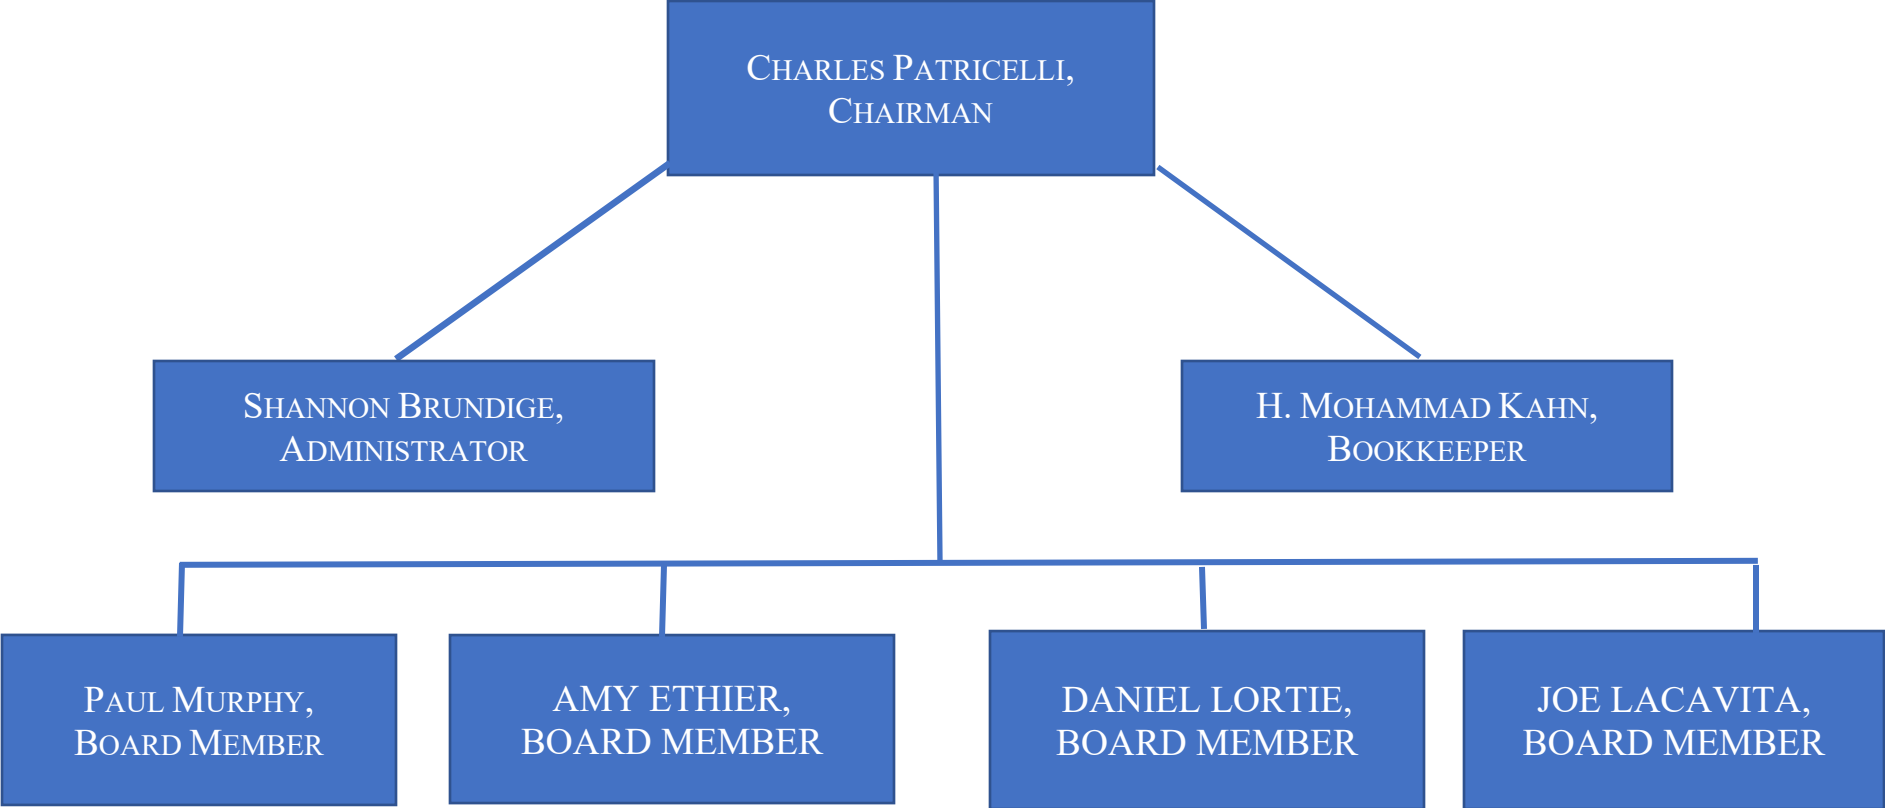 Charles Patricelli,
Chairman
Shannon Brundige,
Administrator
H. Mohammad Kahn,
Bookkeeper
Paul Murphy,
Board Member
AMY ETHIER,
BOARD MEMBER
DANIEL LORTIE,
BOARD MEMBER
JOE LACAVITA,
BOARD MEMBER